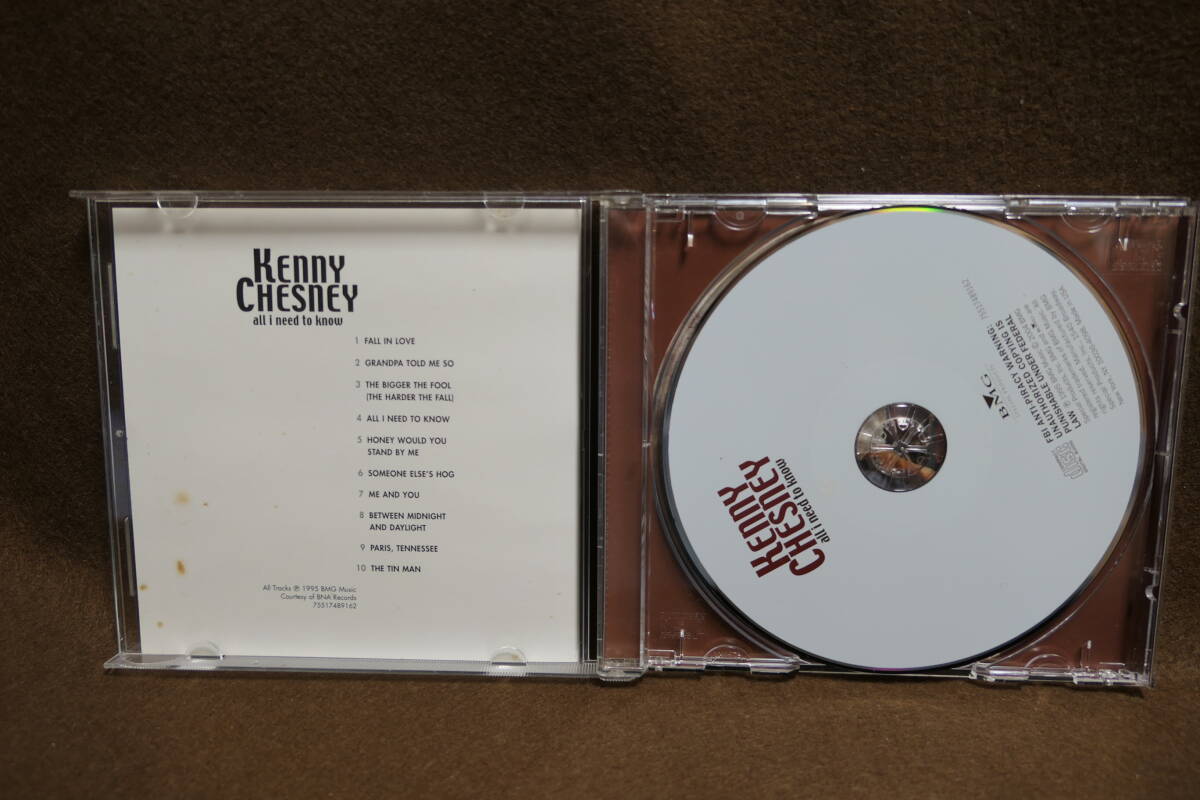 KENNY
CHESNEY
all i need to know
1 FALL IN LOVE
2 GRANDPA TOLD ME SO
3 THE BIGGER THE FOOL
(THE HARDER THE FALL)
4 ALL I NEED TO KNOW
5 HONEY WOULD YOU
STAND BY ME
6 SOMEONE ELSE'S HOG
7 ME AND YOU
8 BETWEEN MIDNIGHT
AND DAYLIGHT
9 PARIS, TENNESSEE
10 THE TIN MAN
All Tracks ℗ 1995 BMG Music
Courtesy of BNA Records
75517489162
KENNY
CHESNEY
all i need to know
75517489162
BMG
FBI ANTI-PIRACY WARNING:
UNAUTHORIZED COPYING IS
PUNISHABLE UNDER FEDERAL
LAW